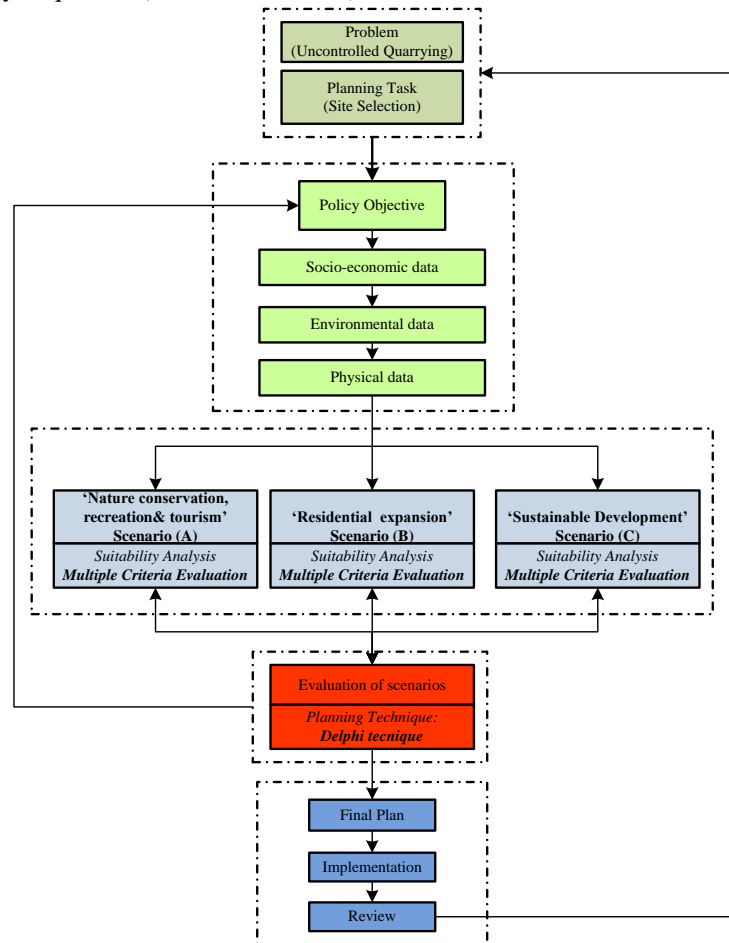 Problem
(Uncontrolled Quarrying)
Planning Task
(Site Selection)
Policy Objective
Socio-economic data
Environmental data
Physical data
‘Nature conservation,
recreation& tourism’
Scenario (A)
Suitability Analysis
Multiple Criteria Evaluation
‘Residential expansion’
Scenario (B)
Suitability Analysis
Multiple Criteria Evaluation
‘Sustainable Development’
Scenario (C)
Suitability Analysis
Multiple Criteria Evaluation
Evaluation of scenarios
Planning Technique:
Delphi tecnique
Final Plan
Implementation
Review